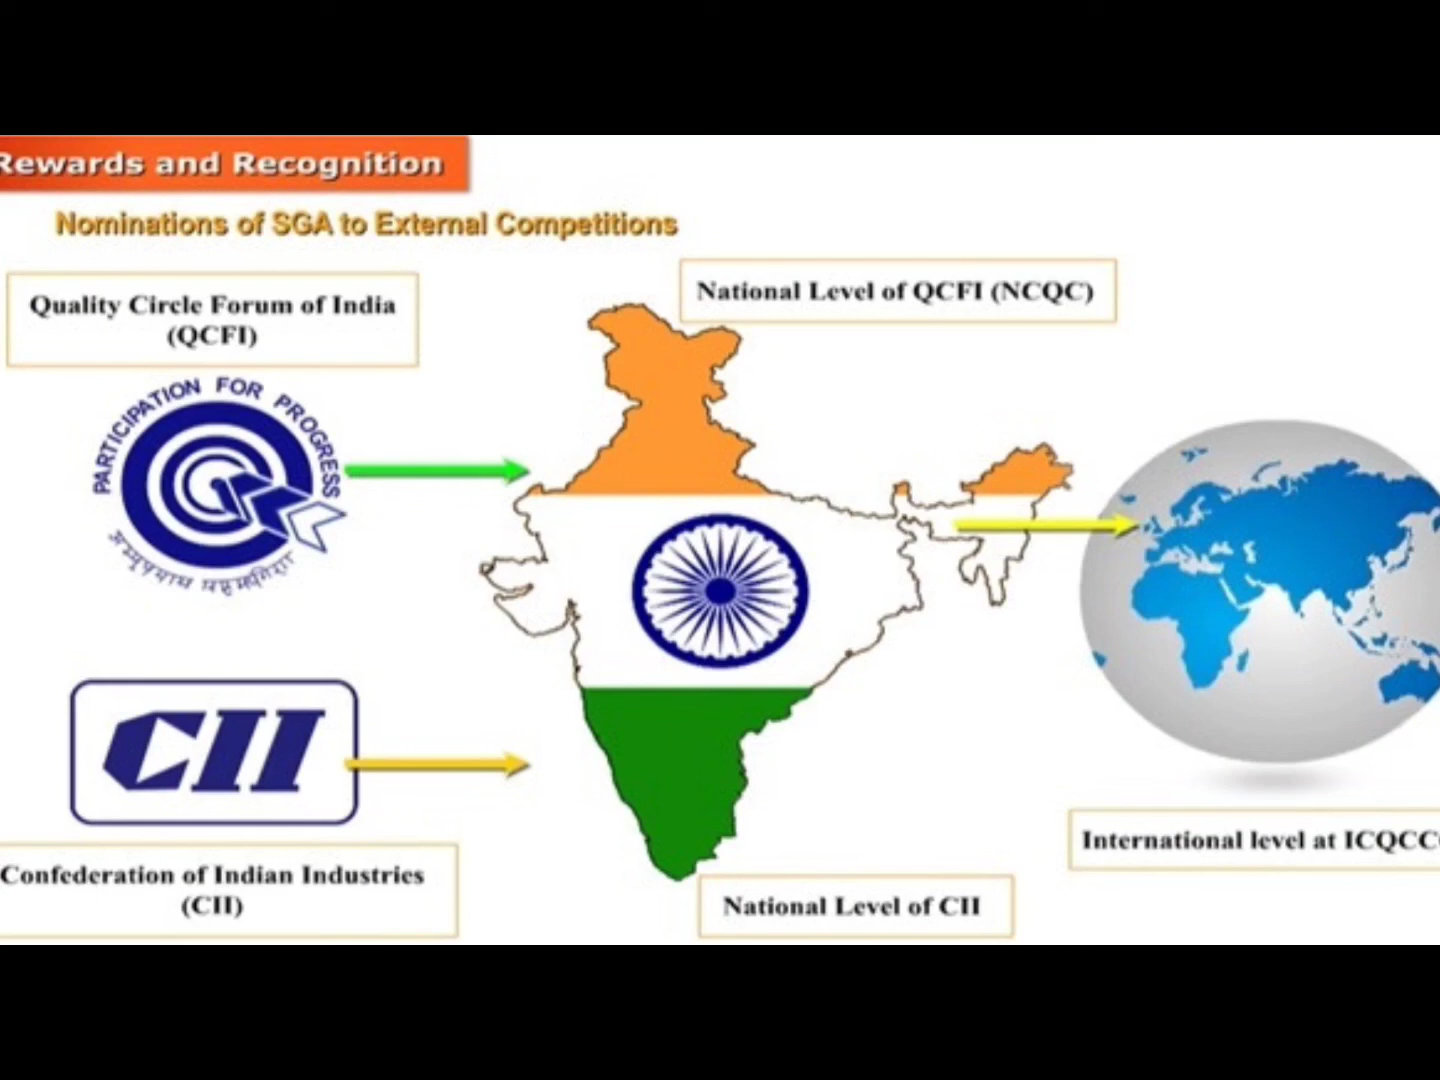 Rewards and Recognition
Nominations of SGA to External Competitions
Quality Circle Forum of India
(QCFI)
National Level of QCFI (NCQC)
PARTICIPATION FOR PROGRESS
CII
Confederation of Indian Industries
(CII)
National Level of CII
International level at ICQCC